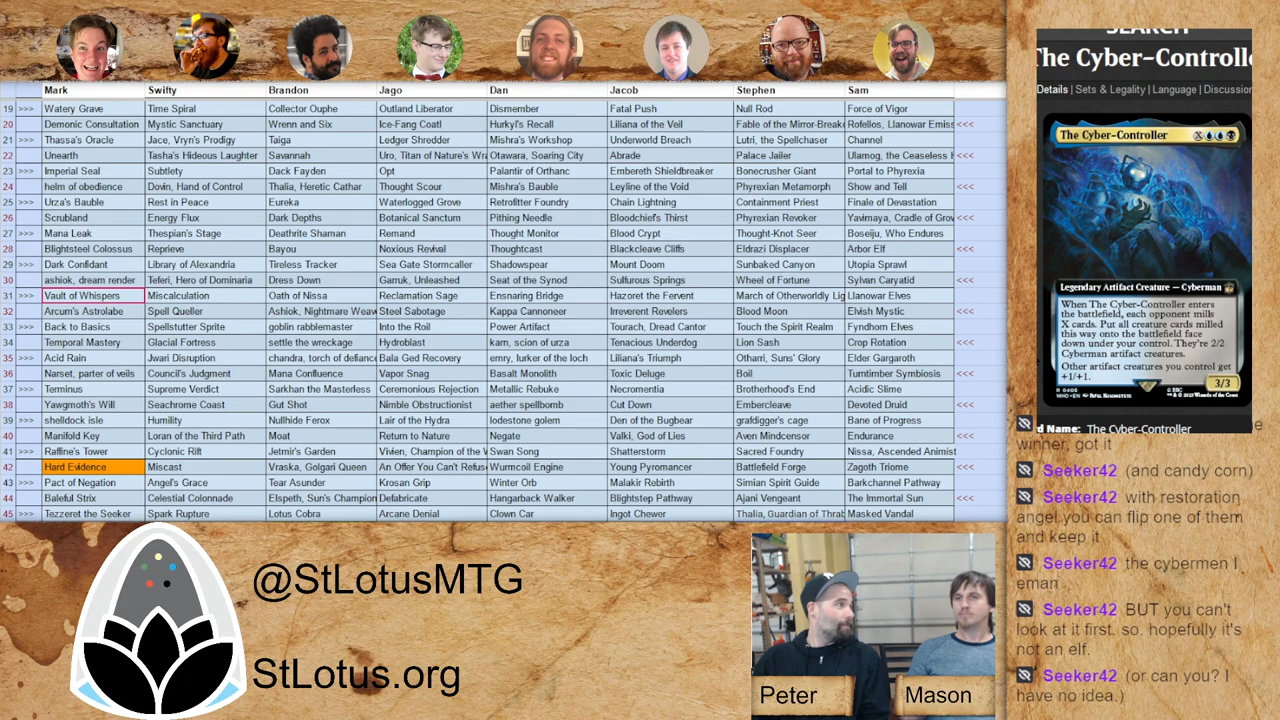 Mark Swifty Brandon Jago Dan Jacob Stephen Sam
19 >>> Watery Grave Time Spiral Collector Ouphe Outland Liberator Dismember Fatal Push Null Rod Force of Vigor
20 Demonic Consultation Mystic Sanctuary Wrenn and Six Ice-Fang Coatl Hurkyl's Recall Liliana of the Veil Fable of the Mirror-Break Rofellos, Llanowar Emiss <<<
21 >>> Thassa's Oracle Jace, Vryn's Prodigy Taiga Ledger Shredder Mishra's Workshop Underworld Breach Lutri, the Spellchaser Channel
22 Unearth Tasha's Hideous Laughter Savannah Uro, Titan of Nature's Wra Otawara, Soaring City Abrade Palace Jailer Ulamog, the Ceaseless H <<<
23 >>> Imperial Seal Subtlety Dack Fayden Opt Palantir of Orthanc Embereth Shieldbreaker Bonecrusher Giant Portal to Phyrexia
24 helm of obedience Dovin, Hand of Control Thalia, Heretic Cathar Thought Scour Mishra's Bauble Leyline of the Void Phyrexian Metamorph Show and Tell <<<
25 >>> Urza's Bauble Rest in Peace Eureka Waterlogged Grove Retrofitter Foundry Chain Lightning Containment Priest Finale of Devastation
26 Scrubland Energy Flux Dark Depths Botanical Sanctum Pithing Needle Bloodchief's Thirst Phyrexian Revoker Yavimaya, Cradle of Grov <<<
27 >>> Mana Leak Thespian's Stage Deathrite Shaman Remand Thought Monitor Blood Crypt Thought-Knot Seer Boseiju, Who Endures
28 Blightsteel Colossus Reprieve Bayou Noxious Revival Thoughtcast Blackcleave Cliffs Eldrazi Displacer Arbor Elf <<<
29 >>> Dark Confidant Library of Alexandria Tireless Tracker Sea Gate Stormcaller Shadowspear Mount Doom Sunbaked Canyon Utopia Sprawl
30 ashiok, dream render Teferi, Hero of Dominaria Dress Down Garruk, Unleashed Seat of the Synod Sulfurous Springs Wheel of Fortune Sylvan Caryatid <<<
31 >>> Vault of Whispers Miscalculation Oath of Nissa Reclamation Sage Ensnaring Bridge Hazoret the Fervent March of Otherworldly Lig Llanowar Elves
32 Arcum's Astrolabe Spell Queller Ashiok, Nightmare Weav Steel Sabotage Kappa Cannoneer Irreverent Revelers Blood Moon Elvish Mystic <<<
33 >>> Back to Basics Spellstutter Sprite goblin rabblemaster Into the Roil Power Artifact Tourach, Dread Cantor Touch the Spirit Realm Fyndhorn Elves
34 Temporal Mastery Glacial Fortress settle the wreckage Hydroblast karn, scion of urza Tenacious Underdog Lion Sash Crop Rotation <<<
35 >>> Acid Rain Jwari Disruption chandra, torch of defiance Bala Ged Recovery emry, lurker of the loch Liliana's Triumph Otharri, Suns' Glory Elder Gargaroth
36 Narset, parter of veils Council's Judgment Mana Confluence Vapor Snag Basalt Monolith Toxic Deluge Boil Turntimber Symbiosis <<<
37 >>> Terminus Supreme Verdict Sarkhan the Masterless Ceremonious Rejection Metallic Rebuke Necromentia Brotherhood's End Acidic Slime
38 Yawgmoth's Will Seachrome Coast Gut Shot Nimble Obstructionist aether spellbomb Cut Down Embercleave Devoted Druid <<<
39 >>> shelldock isle Humility Nullhide Ferox Lair of the Hydra lodestone golem Den of the Bugbear grafdigger's cage Bane of Progress
40 Manifold Key Loran of the Third Path Moat Return to Nature Negate Valki, God of Lies Aven Mindcensor Endurance <<<
41 >>> Raffine's Tower Cyclonic Rift Jetmir's Garden Vivien, Champion of the W Swan Song Shatterstorm Sacred Foundry Nissa, Ascended Animist
42 Hard Evidence Miscast Vraska, Golgari Queen An Offer You Can't Refuse Wurmcoil Engine Young Pyromancer Battlefield Forge Zagoth Triome <<<
43 >>> Pact of Negation Angel's Grace Tear Asunder Krosan Grip Winter Orb Malakir Rebirth Simian Spirit Guide Barkchannel Pathway
44 Baleful Strix Celestial Colonnade Elspeth, Sun's Champion Defabricate Hangarback Walker Blightstep Pathway Ajani Vengeant The Immortal Sun <<<
45 >>> Tezzeret the Seeker Spark Rupture Lotus Cobra Arcane Denial Clown Car Ingot Chewer Thalia, Guardian of Thrab Masked Vandal
@StLotusMTG
StLotus.org
Peter
Mason
SEARCH
The Cyber-Controlle
Details | Sets & Legality | Language | Discussion
The Cyber-Controller X
Legendary Artifact Creature — Cyberman
When The Cyber-Controller enters
the battlefield, each opponent mills
X cards. Put all creature cards milled
this way onto the battlefield face
down under your control. They're 2/2
Cyberman artifact creatures.
Other artifact creatures you control get
+1/+1.
3/3
d Name: The Cyber-Controller
winner, got it
Seeker42 (and candy corn)
Seeker42 with restoration
angel you can flip one of them
and keep it
Seeker42 the cybermen I
eman
Seeker42 BUT you can't
look at it first. so. hopefully it's
not an elf.
Seeker42 (or can you? I
have no idea.)